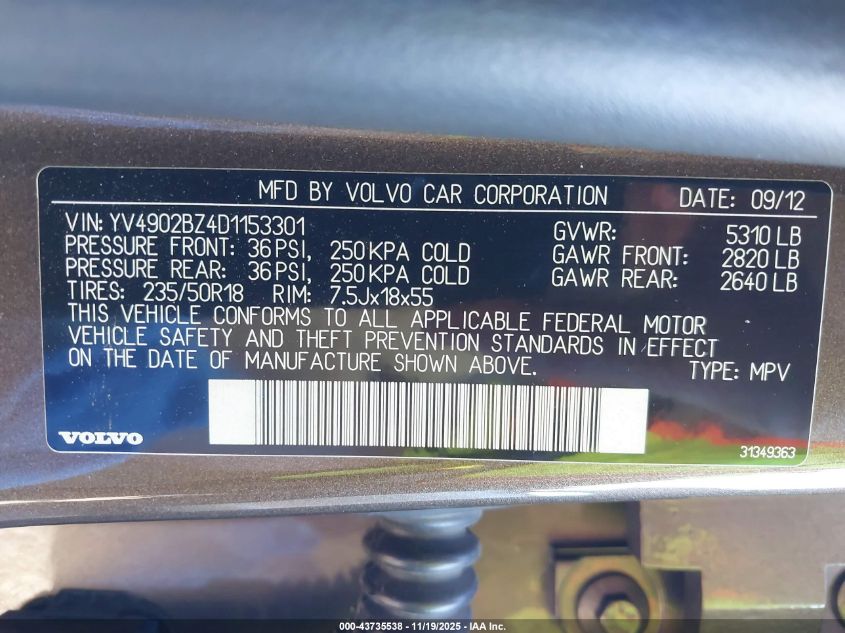 MFD BY VOLVO CAR CORPORATION DATE: 09/12
VIN: YV4902BZ4D1153301 GVWR: 5310 LB
PRESSURE FRONT: 36 PSI, 250 KPA COLD GAWR FRONT: 2820 LB
PRESSURE REAR: 36 PSI, 250 KPA COLD GAWR REAR: 2640 LB
TIRES: 235/50R18 RIM: 7.5Jx18x55
THIS VEHICLE CONFORMS TO ALL APPLICABLE FEDERAL MOTOR
VEHICLE SAFETY AND THEFT PREVENTION STANDARDS IN EFFECT
ON THE DATE OF MANUFACTURE SHOWN ABOVE. TYPE: MPV
VOLVO 31349363
000-43735538 - 11/19/2025 - IAA Inc.